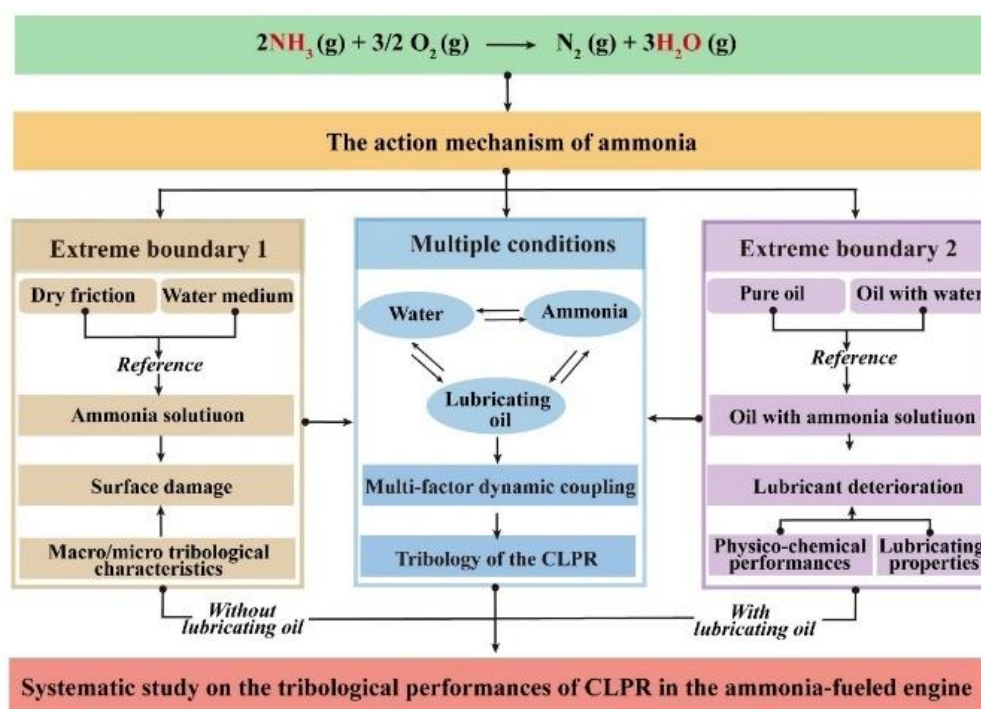 2NH₃ (g) + 3/2 O₂ (g) ⟶ N₂ (g) + 3H₂O (g)
The action mechanism of ammonia
Extreme boundary 1
Dry friction
Water medium
Reference
Ammonia solutiuon
Surface damage
Macro/micro tribological
characteristics
Multiple conditions
Water
Ammonia
Lubricating
oil
Multi-factor dynamic coupling
Tribology of the CLPR
Extreme boundary 2
Pure oil
Oil with water
Reference
Oil with ammonia solutiuon
Lubricant deterioration
Physico-chemical
performances
Lubricating
properties
Without
lubricating oil
With
lubricating oil
Systematic study on the tribological performances of CLPR in the ammonia-fueled engine